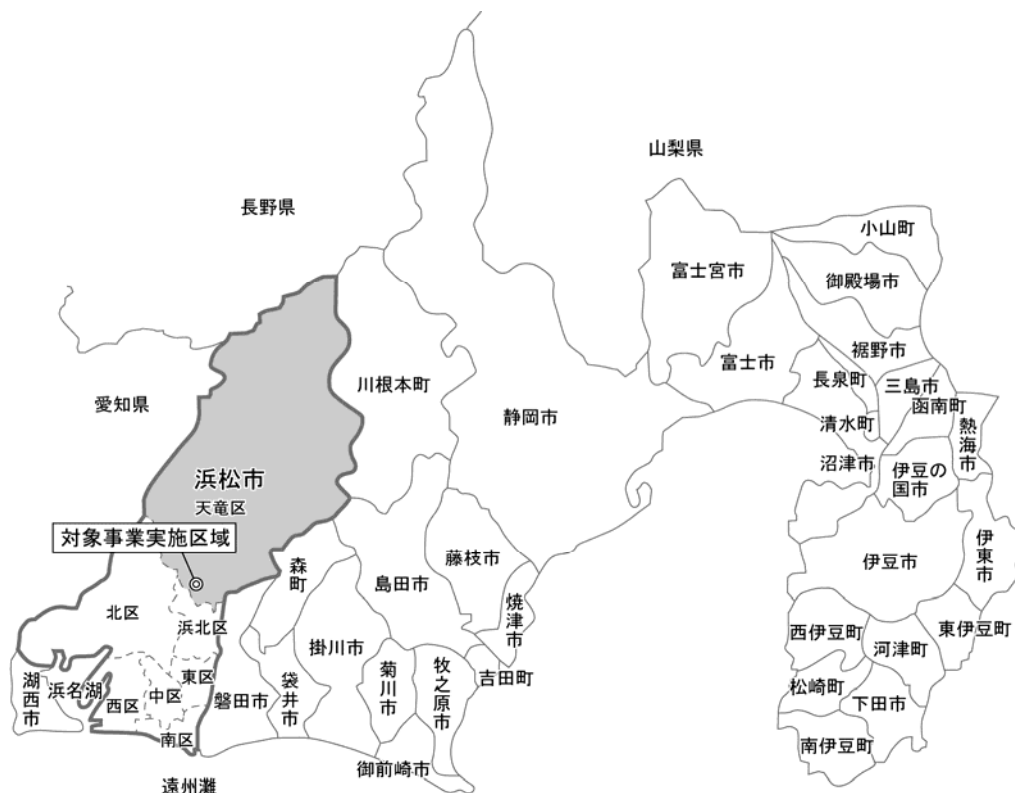 山梨県
長野県
小山町
富士宮市
御殿場市
裾野市
富士市
長泉町
三島市
川根本町
函南町
愛知県
静岡市
清水町
熱海市
沼津市
伊豆の
国市
浜松市
天竜区
対象事業実施区域
藤枝市
伊豆市
伊東市
森町
島田市
焼津市
北区
浜北区
西伊豆町
東伊豆町
掛川市
河津町
菊川市
牧之原市
吉田町
湖西市
浜名湖
西区
中区
東区
磐田市
袋井市
松崎町
下田市
南区
南伊豆町
御前崎市
遠州灘